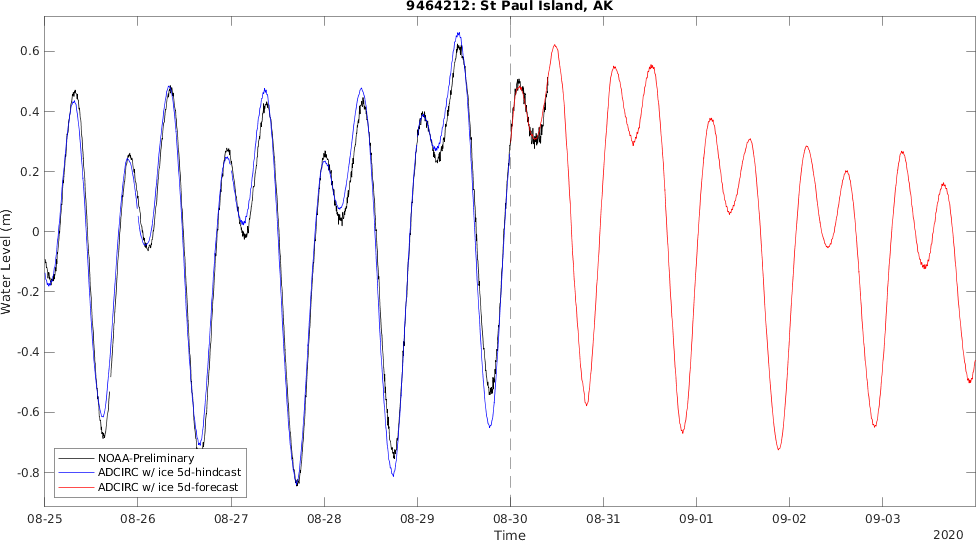 9464212: St Paul Island, AK
Water Level (m)
0.6
0.4
0.2
0
-0.2
-0.4
-0.6
-0.8
NOAA-Preliminary
ADCIRC w/ ice 5d-hindcast
ADCIRC w/ ice 5d-forecast
08-25 08-26 08-27 08-28 08-29 08-30 08-31 09-01 09-02 09-03
Time
2020